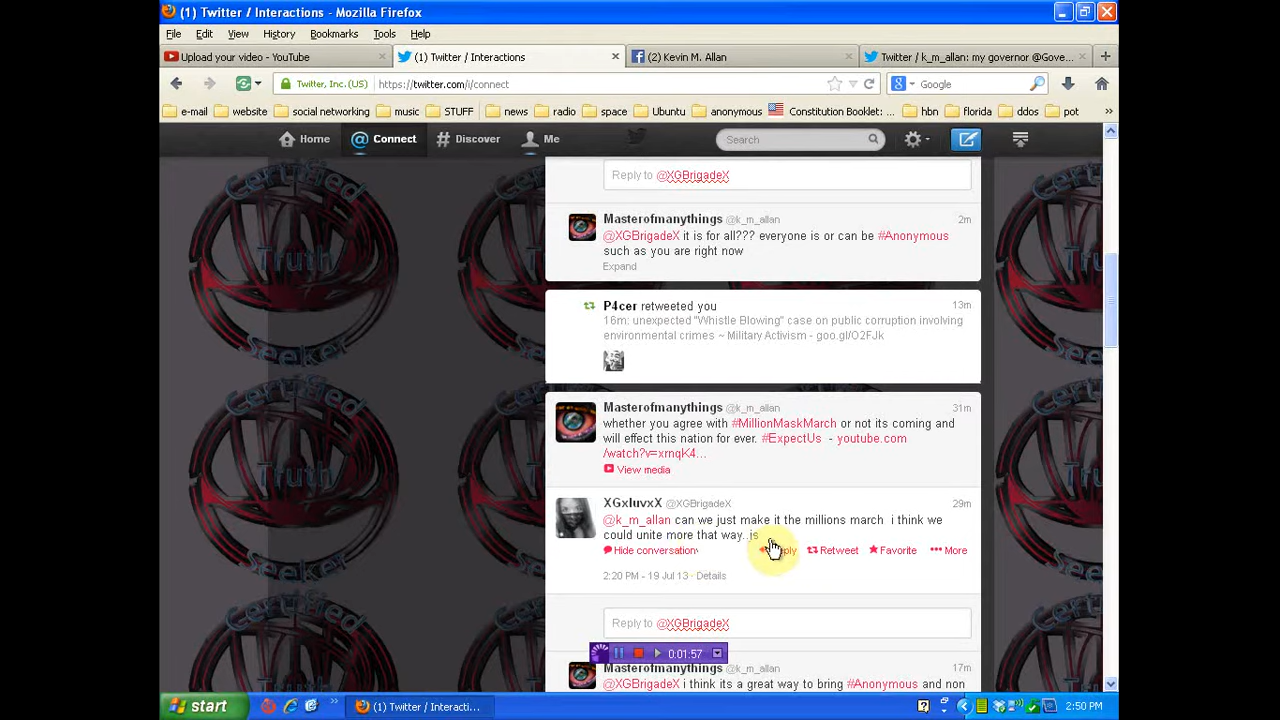 (1) Twitter / Interactions - Mozilla Firefox
File Edit View History Bookmarks Tools Help
Upload your video - YouTube
(1) Twitter / Interactions
(2) Kevin M. Allan
Twitter / k_m_allan: my governor @Gove...
Twitter, Inc. (US) https://twitter.com/i/connect
Google
e-mail website social networking music STUFF news radio space Ubuntu anonymous Constitution Booklet: ... hbn florida ddos pot
Home @ Connect # Discover Me
Search
Certified
Truth
Seeker
Certified
Truth
Seeker
Reply to @XGBrigadeX
Masterofmanythings @k_m_allan 2m
@XGBrigadeX it is for all??? everyone is or can be #Anonymous
such as you are right now
Expand
P4cer retweeted you 13m
16m: unexpected "Whistle Blowing" case on public corruption involving
environmental crimes ~ Military Activism - goo.gl/O2FJk
Masterofmanythings @k_m_allan 31m
whether you agree with #MillionMaskMarch or not its coming and
will effect this nation for ever. #ExpectUs - youtube.com
/watch?v=xrnqK4...
View media
XGxluvxX @XGBrigadeX 29m
@k_m_allan can we just make it the millions march i think we
could unite more that way..js
Hide conversation Reply Retweet Favorite More
2:20 PM - 19 Jul 13 · Details
Reply to @XGBrigadeX
0:01:57
Masterofmanythings @k_m_allan 17m
@XGBrigadeX i think its a great way to bring #Anonymous and non
start
(1) Twitter / Interacti...
2:50 PM